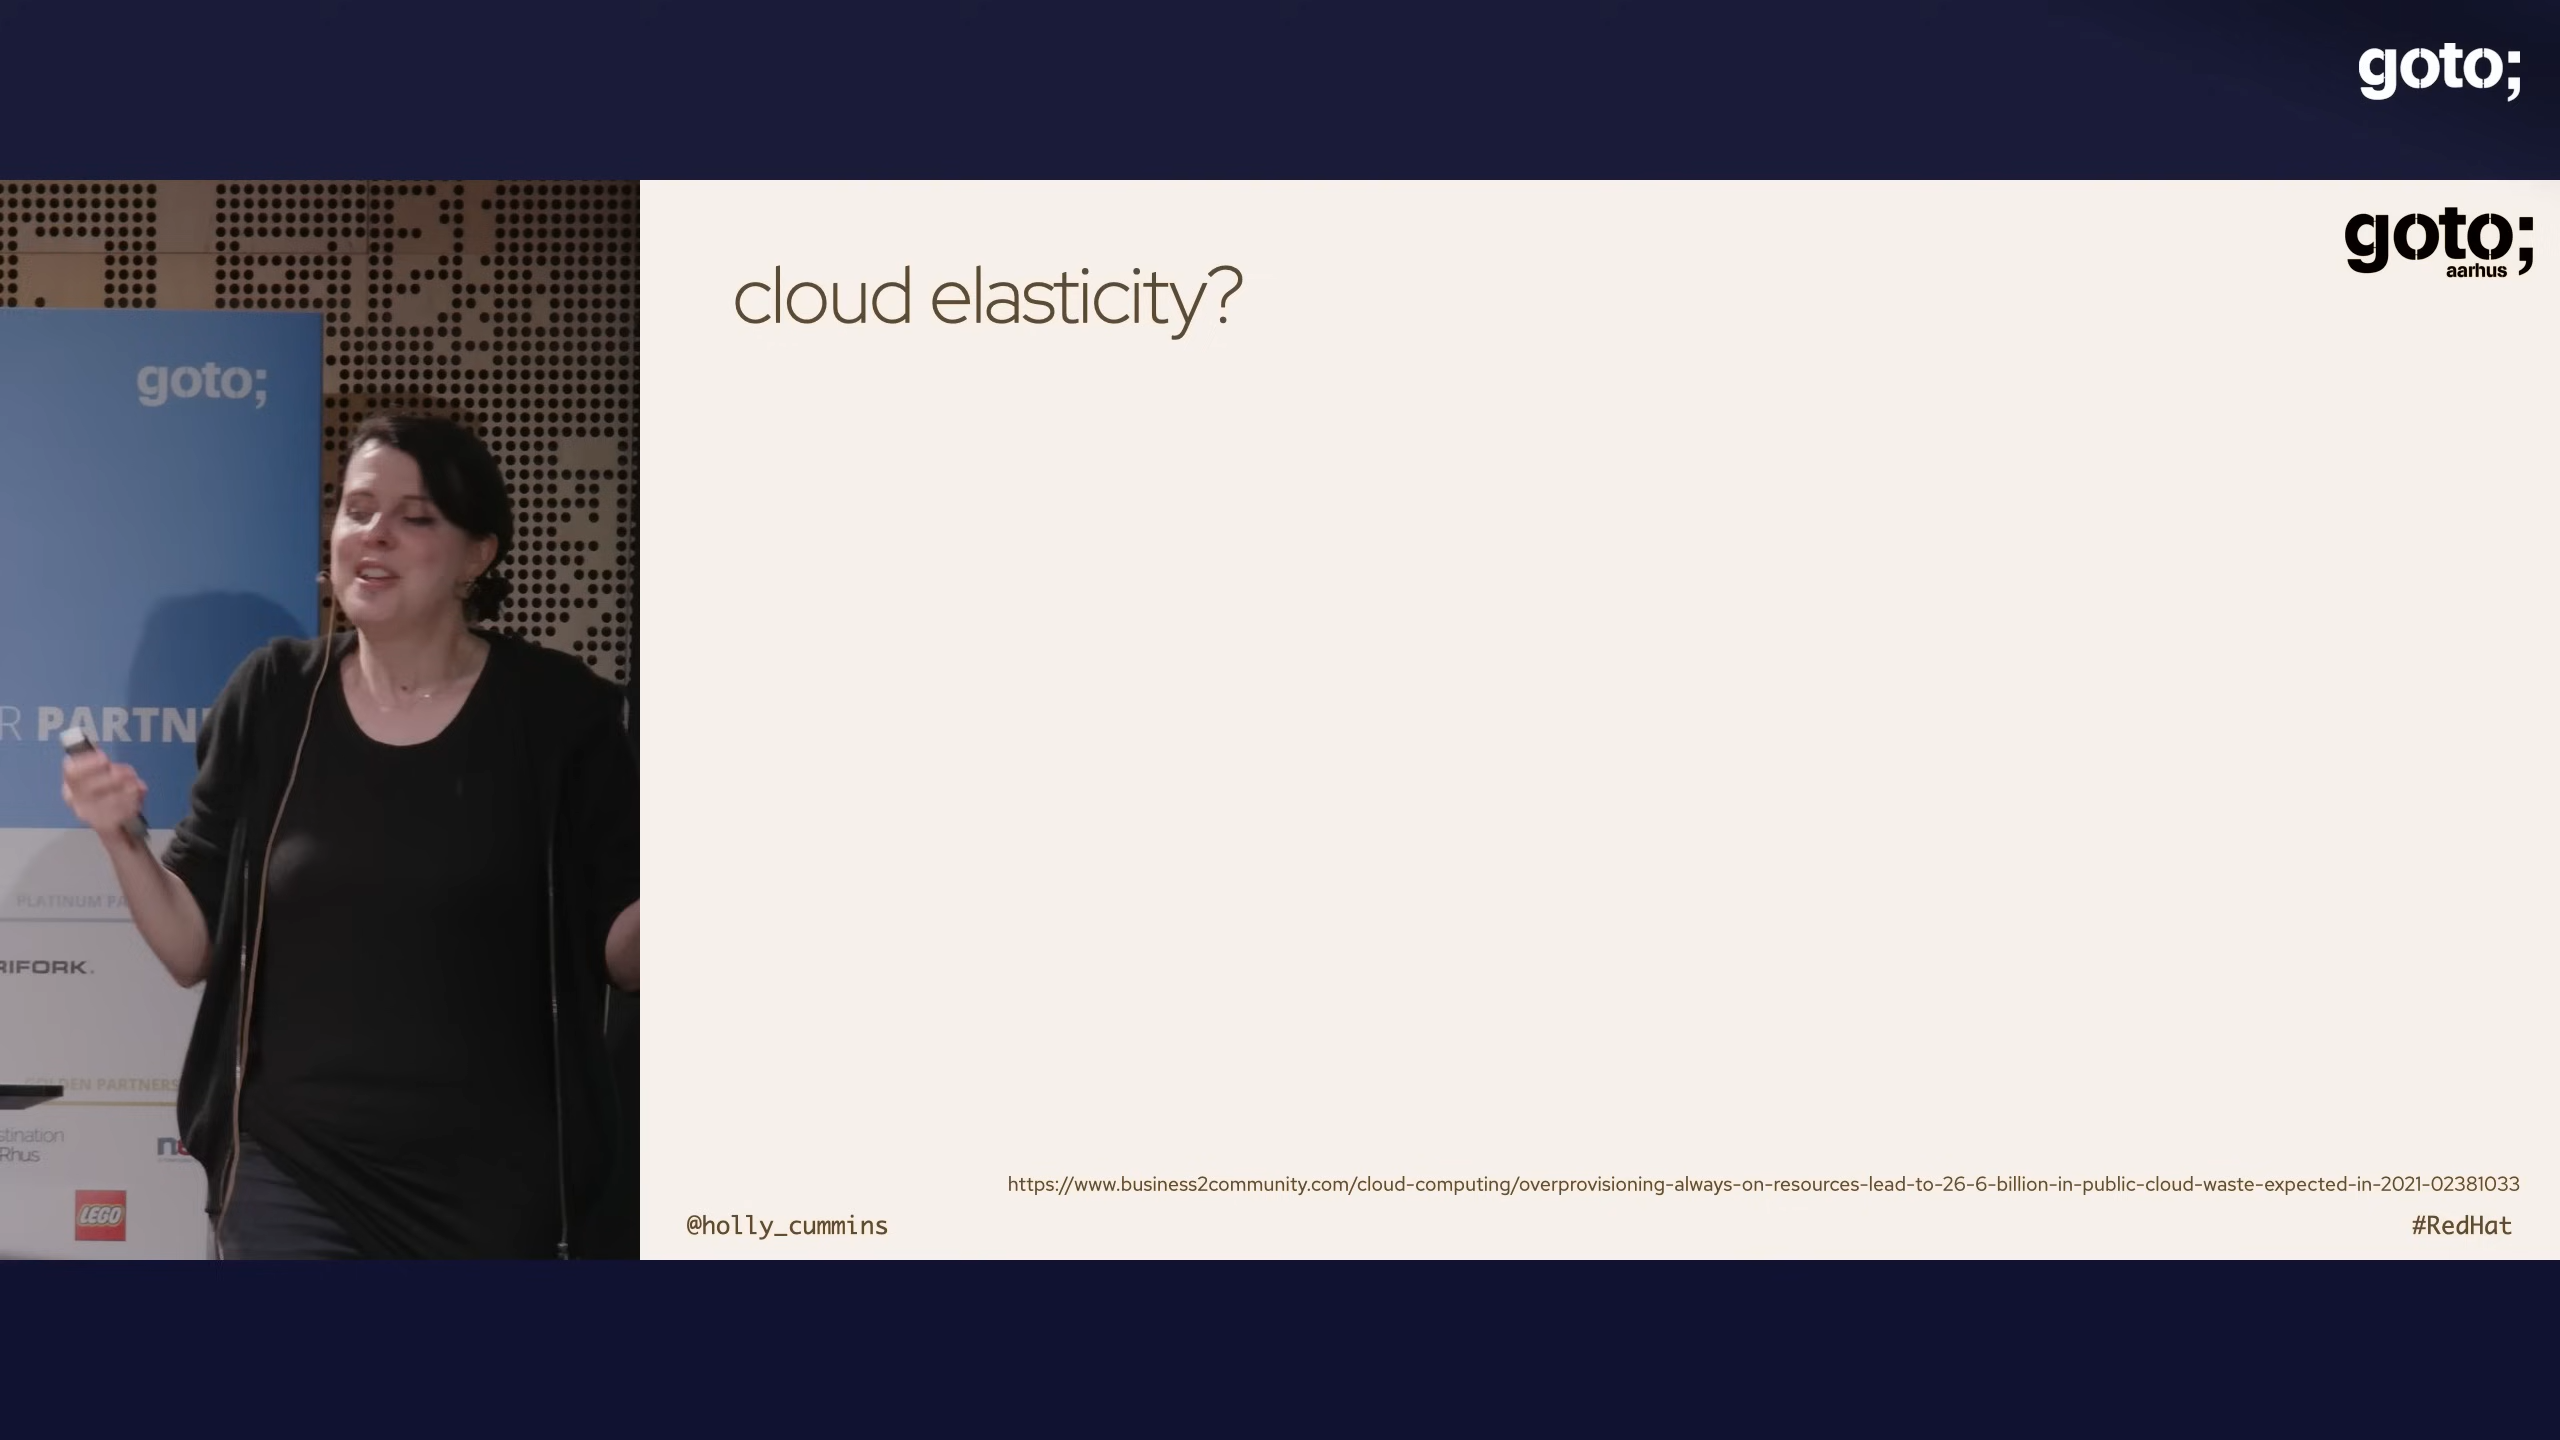 goto;
goto;
aarhus
cloud elasticity?
goto;
R PARTN
PLATINUM PA
RIFORK.
GOLDEN PARTNERS
stination
Rhus
LEGO
https://www.business2community.com/cloud-computing/overprovisioning-always-on-resources-lead-to-26-6-billion-in-public-cloud-waste-expected-in-2021-02381033
@holly_cummins
#RedHat